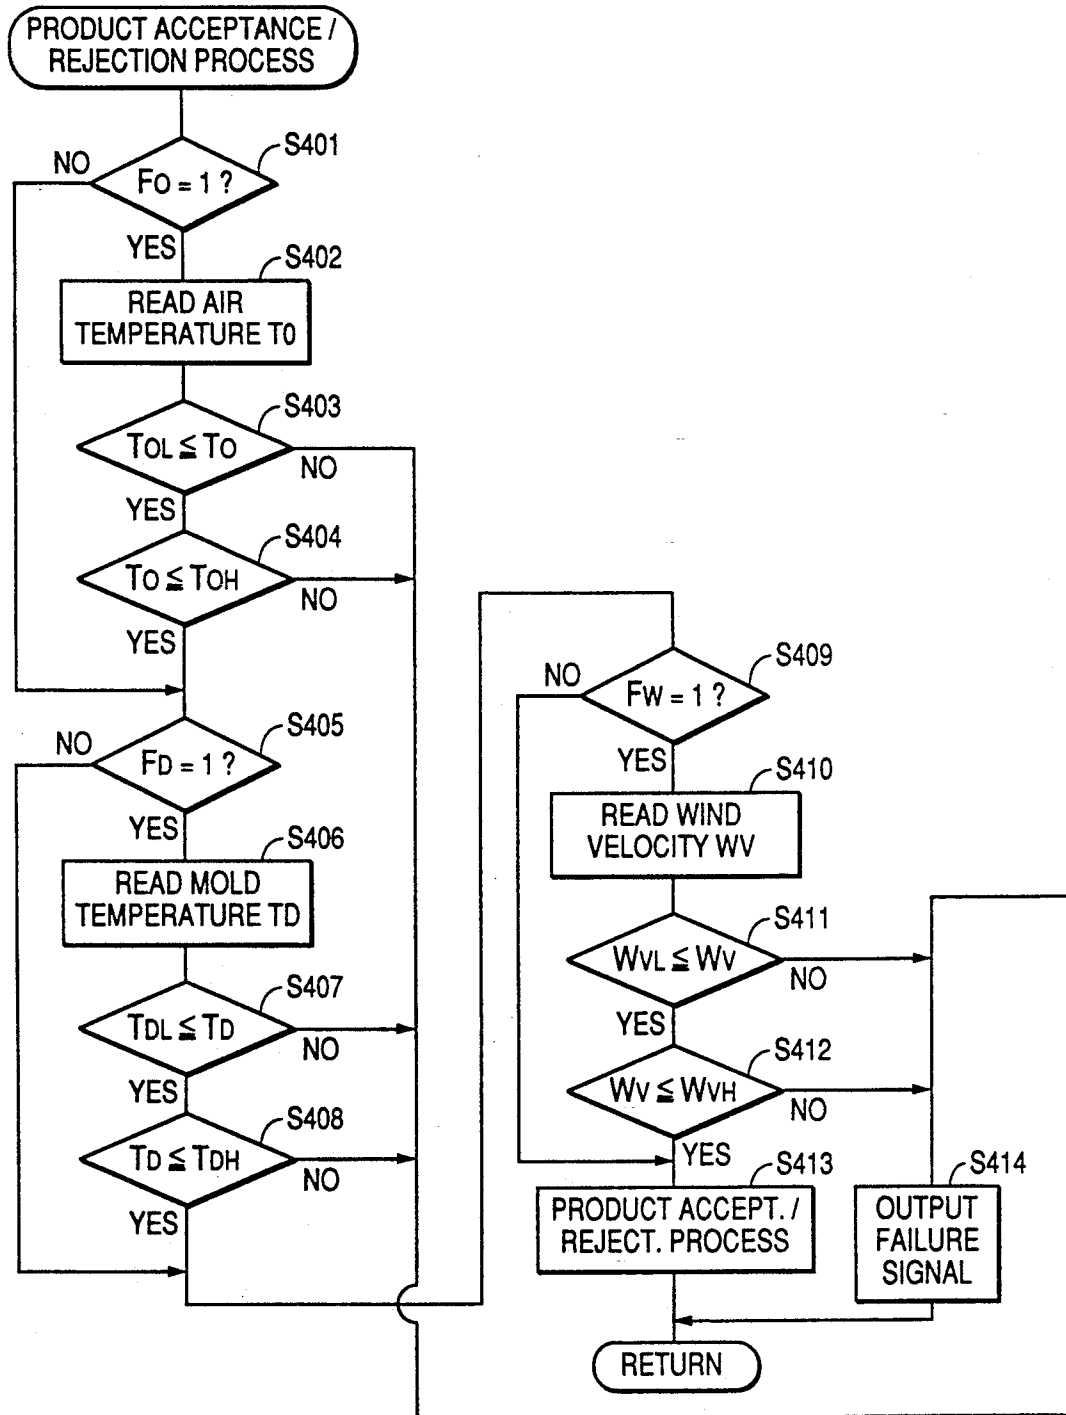 PRODUCT ACCEPTANCE /
REJECTION PROCESS
S401
NO
FO = 1 ?
YES
S402
READ AIR
TEMPERATURE T0
S403
TOL ≦ TO
NO
YES
S404
TO ≦ TOH
NO
YES
S405
NO
FD = 1 ?
YES
S406
READ MOLD
TEMPERATURE TD
S407
TDL ≦ TD
NO
YES
S408
TD ≦ TDH
NO
YES
S409
NO
FW = 1 ?
YES
S410
READ WIND
VELOCITY WV
S411
WVL ≦ WV
NO
YES
S412
WV ≦ WVH
NO
YES
S413
PRODUCT ACCEPT. /
REJECT. PROCESS
S414
OUTPUT
FAILURE
SIGNAL
RETURN